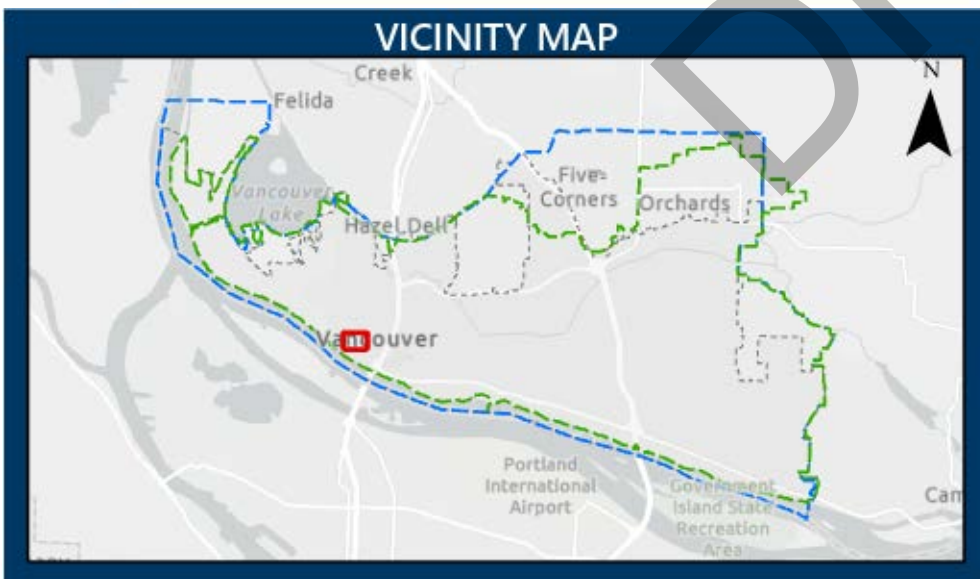 VICINITY MAP
Creek
N
Felida
Vancouver
Lake
Five
Corners
Orchards
Hazel Dell
Vancouver
Portland
International
Airport
Government
Island State
Recreation
Area
Cam